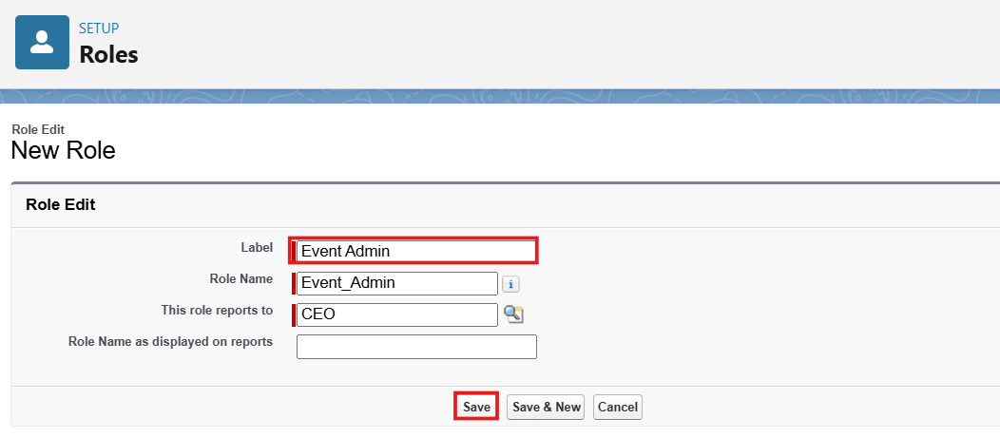 SETUP
Roles
Role Edit
New Role
Role Edit
Label Event Admin
Role Name Event_Admin i
This role reports to CEO
Role Name as displayed on reports
Save Save & New Cancel